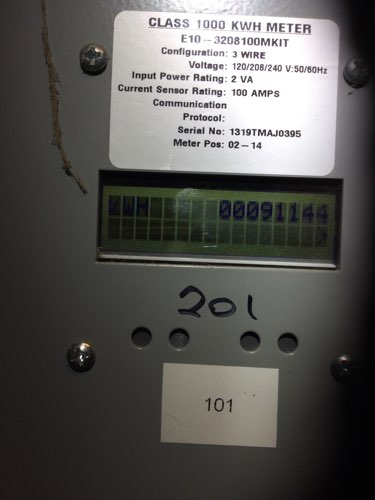 CLASS 1000 KWH METER
E10-3208100MKIT
Configuration: 3 WIRE
Voltage: 120/208/240 V:50/60Hz
Input Power Rating: 2 VA
Current Sensor Rating: 100 AMPS
Communication
Protocol:
Serial No: 1319TMAJ0395
Meter Pos: 02-14
KWH 00091144
>
201
101